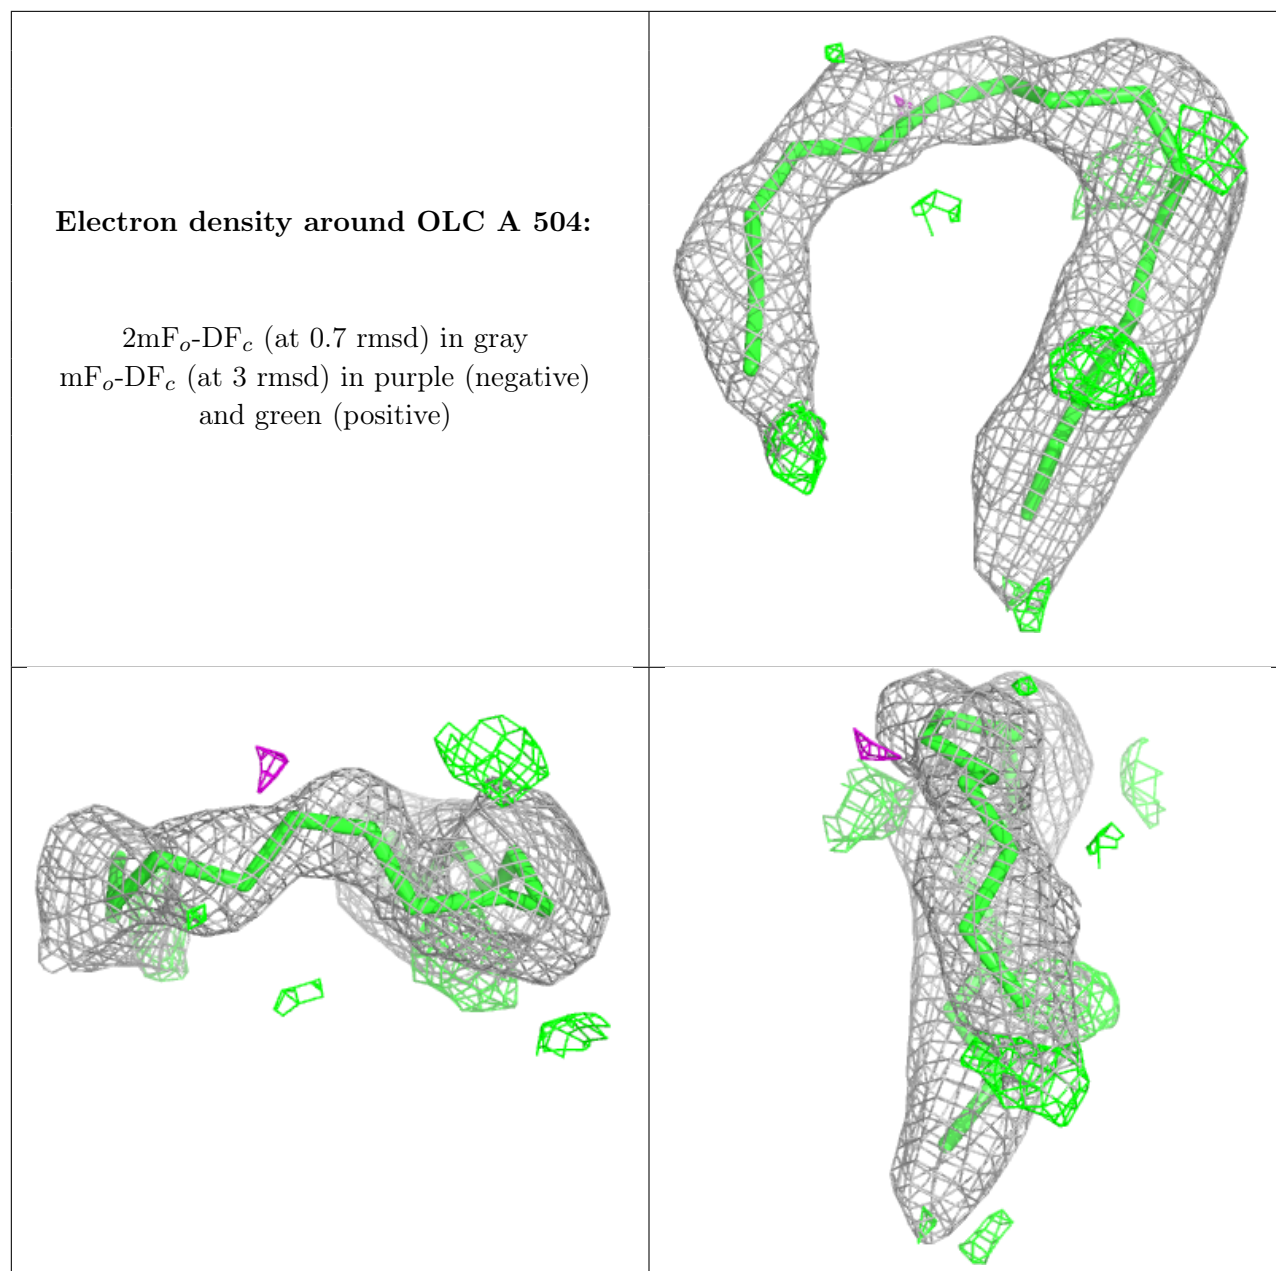 Electron density around OLC A 504:
2mFₒ-DF𝒸 (at 0.7 rmsd) in gray
mFₒ-DF𝒸 (at 3 rmsd) in purple (negative)
and green (positive)